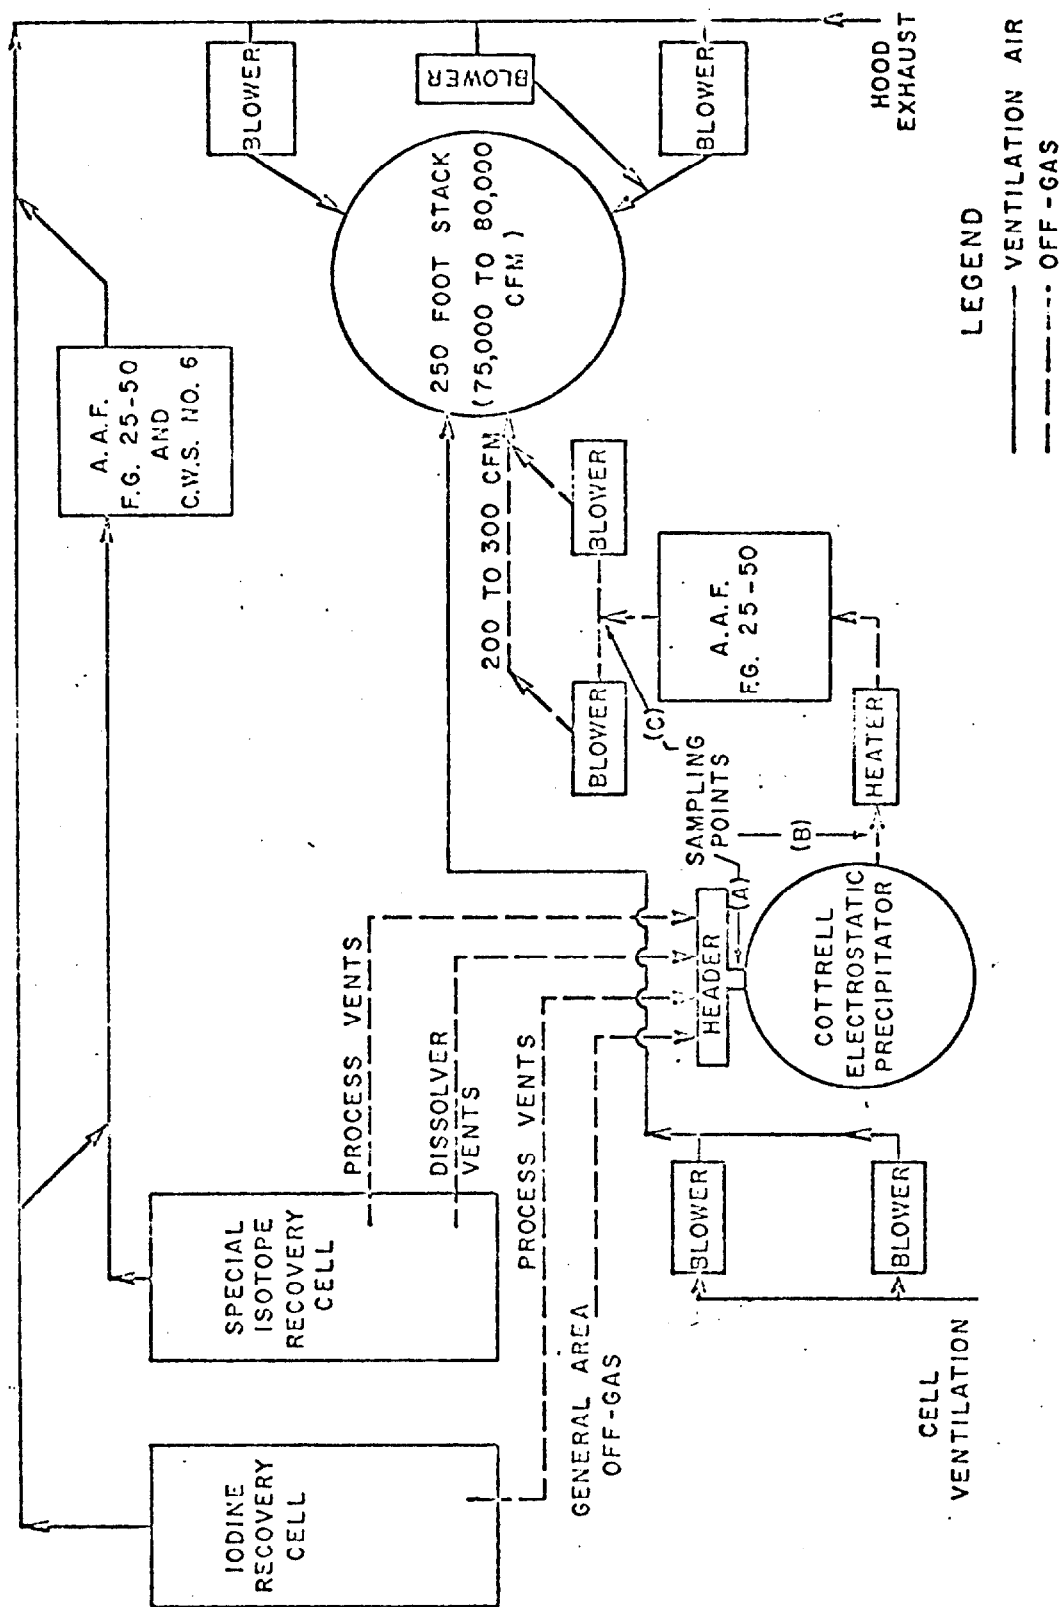 IODINE
RECOVERY
CELL
SPECIAL
ISOTOPE
RECOVERY
CELL
A.A.F.
F.G. 25-50
AND
C.W.S. NO. 6
BLOWER
BLOWER
BLOWER
250 FOOT STACK
(75,000 TO 80,000
CFM)
HOOD
EXHAUST
PROCESS VENTS
DISSOLVER
VENTS
PROCESS VENTS
GENERAL AREA
OFF-GAS
200 TO 300 CFM
BLOWER
BLOWER
(C)
SAMPLING
POINTS
(A)
(B)
HEADER
A.A.F.
F.G. 25-50
HEATER
COTTRELL
ELECTROSTATIC
PRECIPITATOR
BLOWER
BLOWER
CELL
VENTILATION
LEGEND
VENTILATION AIR
OFF-GAS